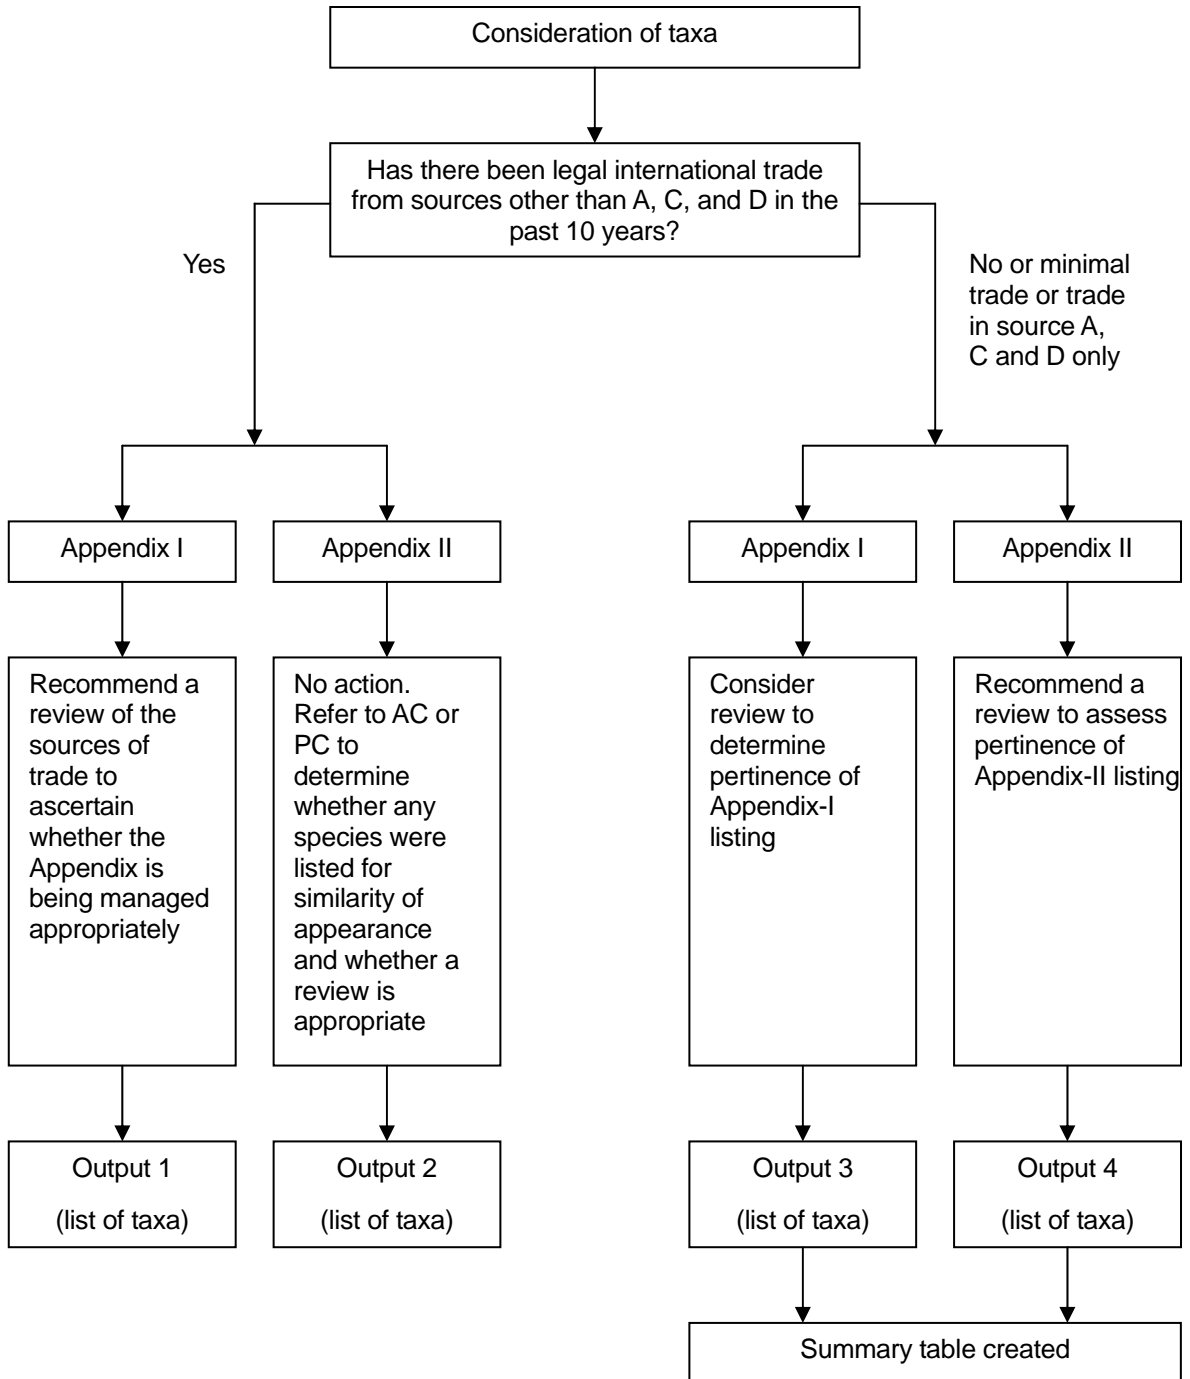 Consideration of taxa
Has there been legal international trade
from sources other than A, C, and D in the
past 10 years?
Yes
No or minimal
trade or trade
in source A,
C and D only
Appendix I
Appendix II
Appendix I
Appendix II
Recommend a
review of the
sources of
trade to
ascertain
whether the
Appendix is
being managed
appropriately
No action.
Refer to AC or
PC to
determine
whether any
species were
listed for
similarity of
appearance
and whether a
review is
appropriate
Consider
review to
determine
pertinence of
Appendix-I
listing
Recommend a
review to assess
pertinence of
Appendix-II listing
Output 1
(list of taxa)
Output 2
(list of taxa)
Output 3
(list of taxa)
Output 4
(list of taxa)
Summary table created